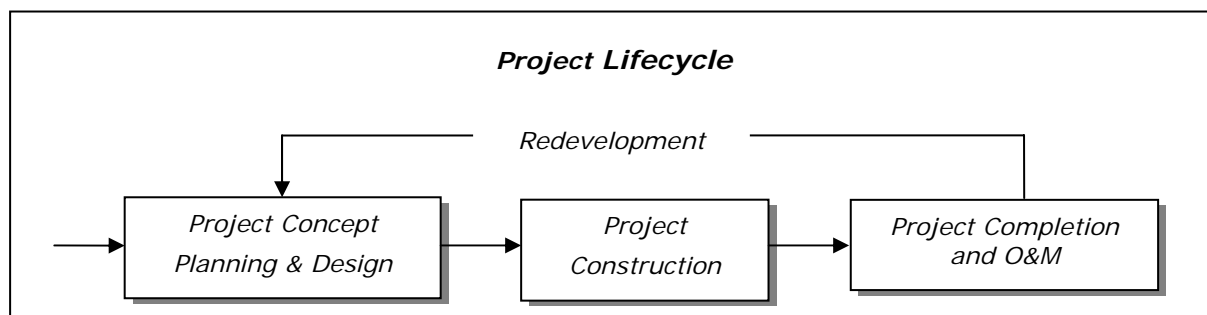 Project Lifecycle
Redevelopment
Project Concept
Planning & Design
Project
Construction
Project Completion
and O&M